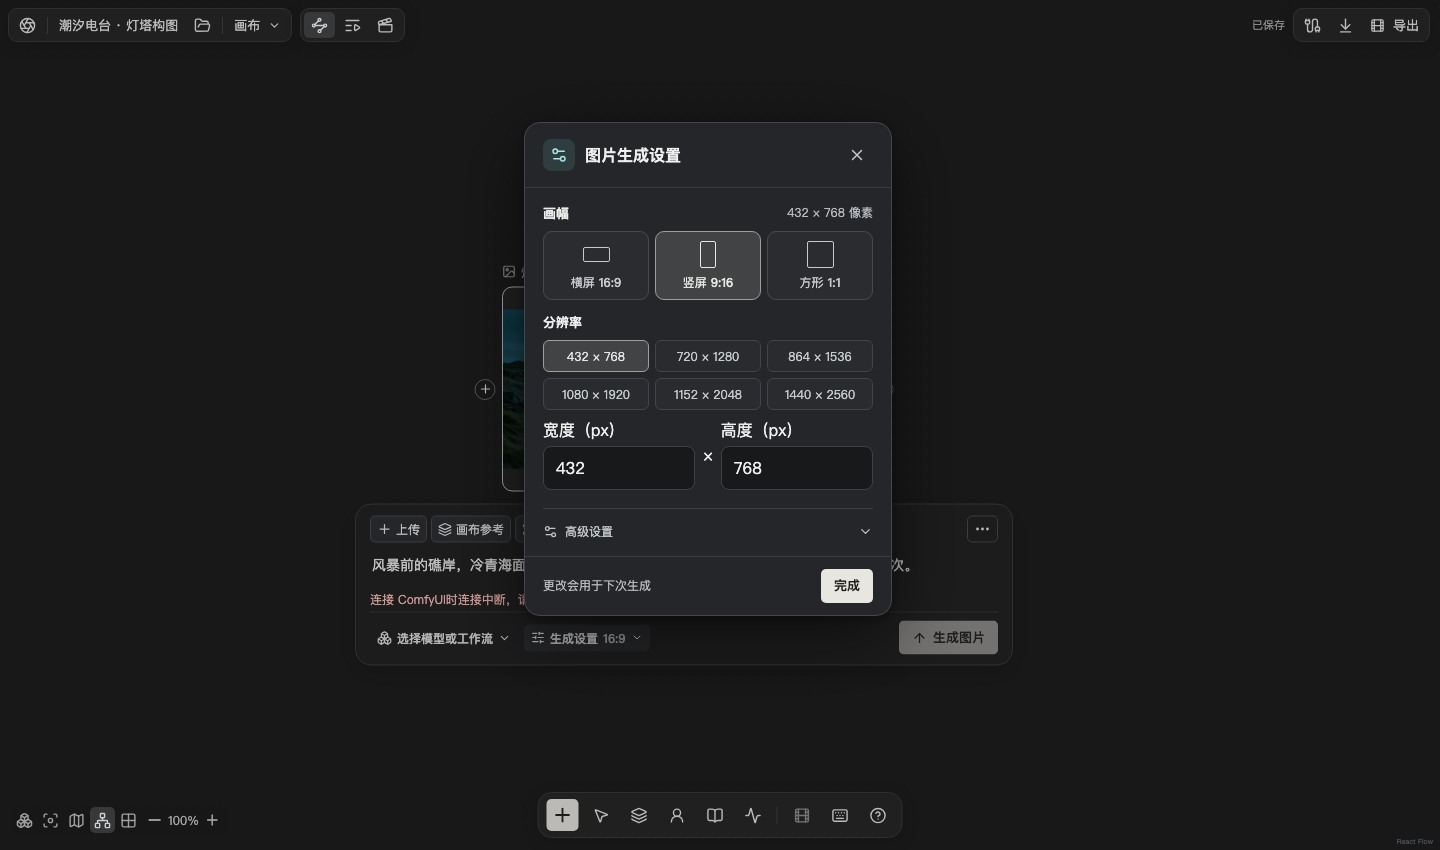 潮汐电台 · 灯塔构图
画布
已保存
导出
图片生成设置
画幅
432 × 768 像素
横屏 16:9
竖屏 9:16
方形 1:1
分辨率
432 × 768
720 × 1280
864 × 1536
1080 × 1920
1152 × 2048
1440 × 2560
宽度（px）
高度（px）
432
×
768
高级设置
更改会用于下次生成
完成
上传
画布参考
风暴前的礁岸，冷青海面
次。
连接 ComfyUI时连接中断，
选择模型或工作流
生成设置 16:9
生成图片
100%
React Flow